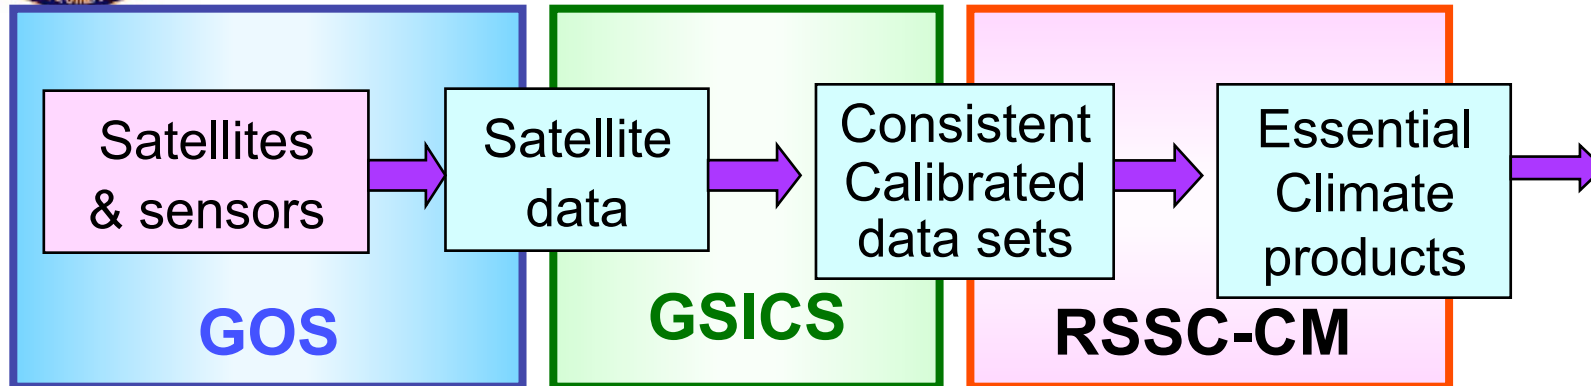 Satellites
& sensors
Satellite
data
Consistent
Calibrated
data sets
Essential
Climate
products
GOS
GSICS
RSSC-CM